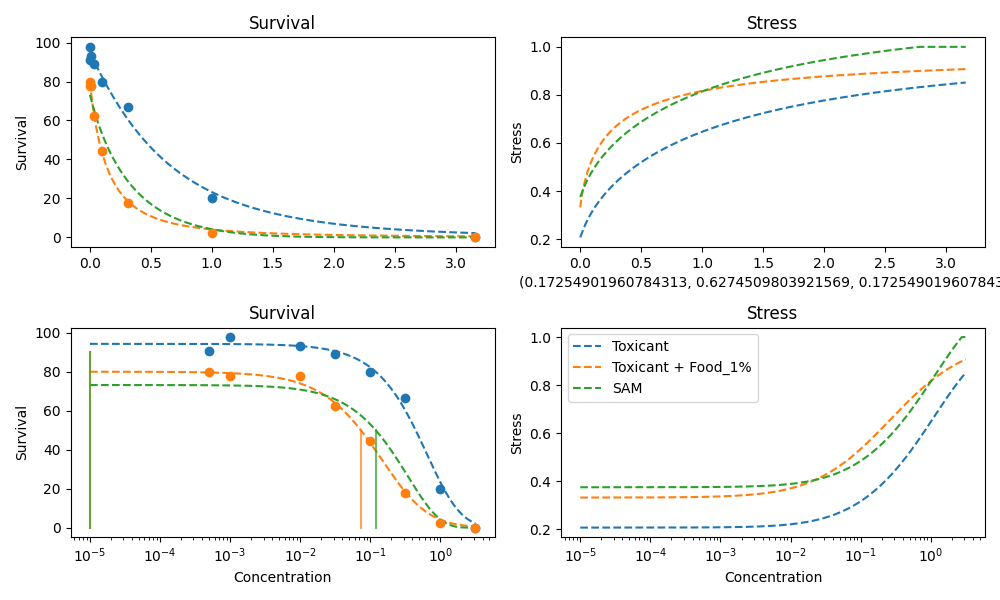 Survival
Stress
Survival
100
80
60
40
20
0
0.0 0.5 1.0 1.5 2.0 2.5 3.0
Stress
1.0
0.8
0.6
0.4
0.2
0.0 0.5 1.0 1.5 2.0 2.5 3.0
(0.17254901960784313, 0.6274509803921569, 0.172549019607843
Survival
Stress
Survival
100
80
60
40
20
0
10⁻⁵ 10⁻⁴ 10⁻³ 10⁻² 10⁻¹ 10⁰
Concentration
Stress
1.0
0.8
0.6
0.4
0.2
Toxicant
Toxicant + Food_1%
SAM
10⁻⁵ 10⁻⁴ 10⁻³ 10⁻² 10⁻¹ 10⁰
Concentration